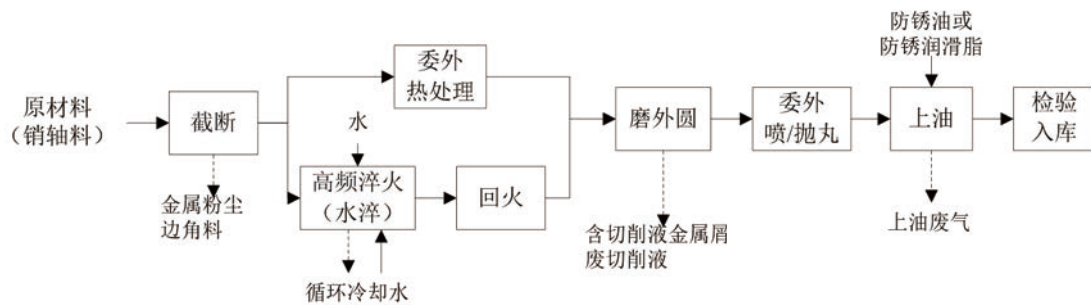 原材料
（销轴料）
截断
金属粉尘
边角料
委外
热处理
水
高频淬火
（水淬）
循环冷却水
回火
磨外圆
含切削液金属屑
废切削液
委外
喷/抛丸
防锈油或
防锈润滑脂
上油
上油废气
检验
入库